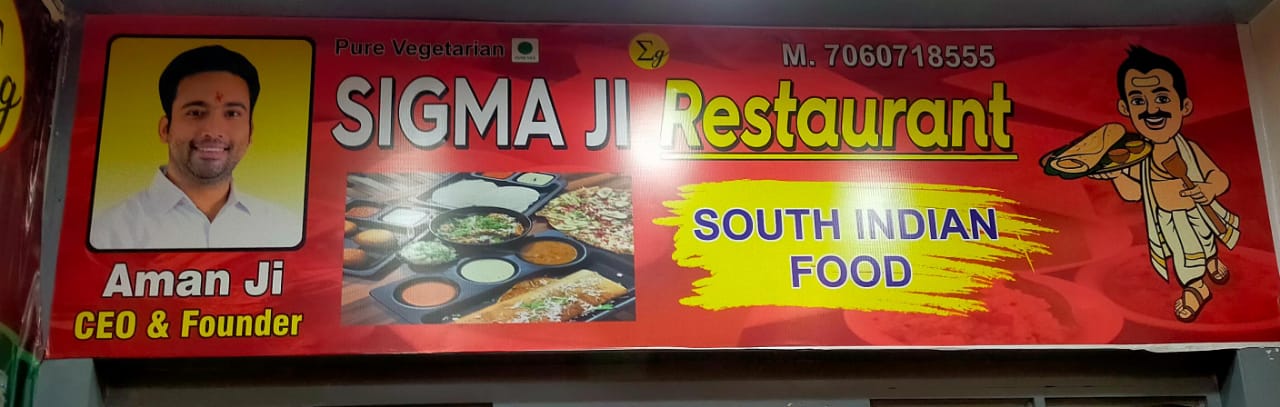 Pure Vegetarian
Σg
M. 7060718555
SIGMA JI Restaurant
SOUTH INDIAN
FOOD
Aman Ji
CEO & Founder
g